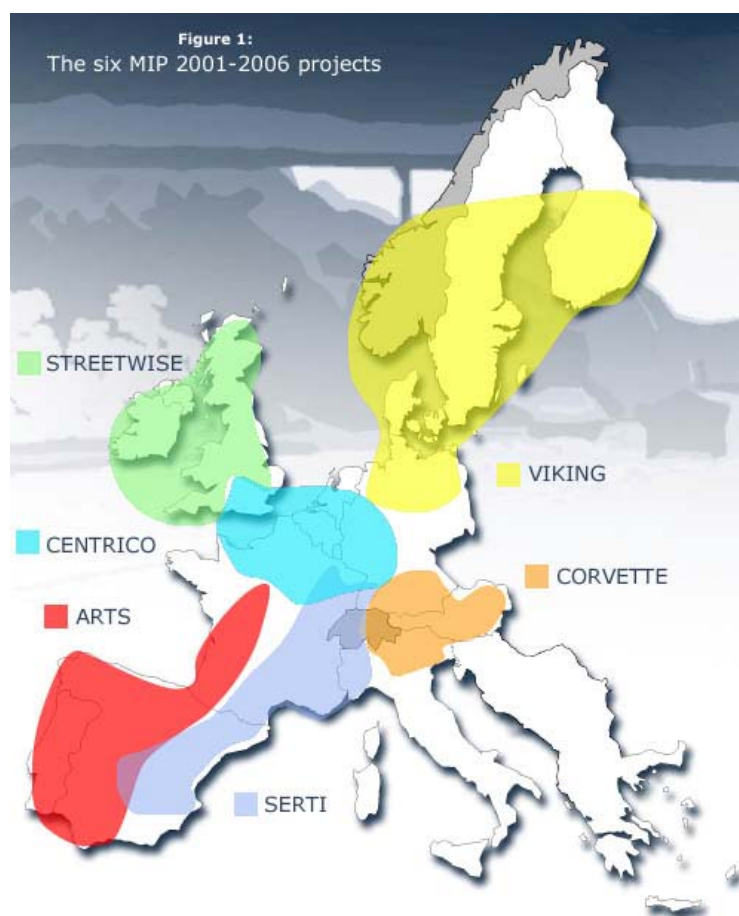 Figure 1:
The six MIP 2001-2006 projects
STREETWISE
VIKING
CENTRICO
CORVETTE
ARTS
SERTI